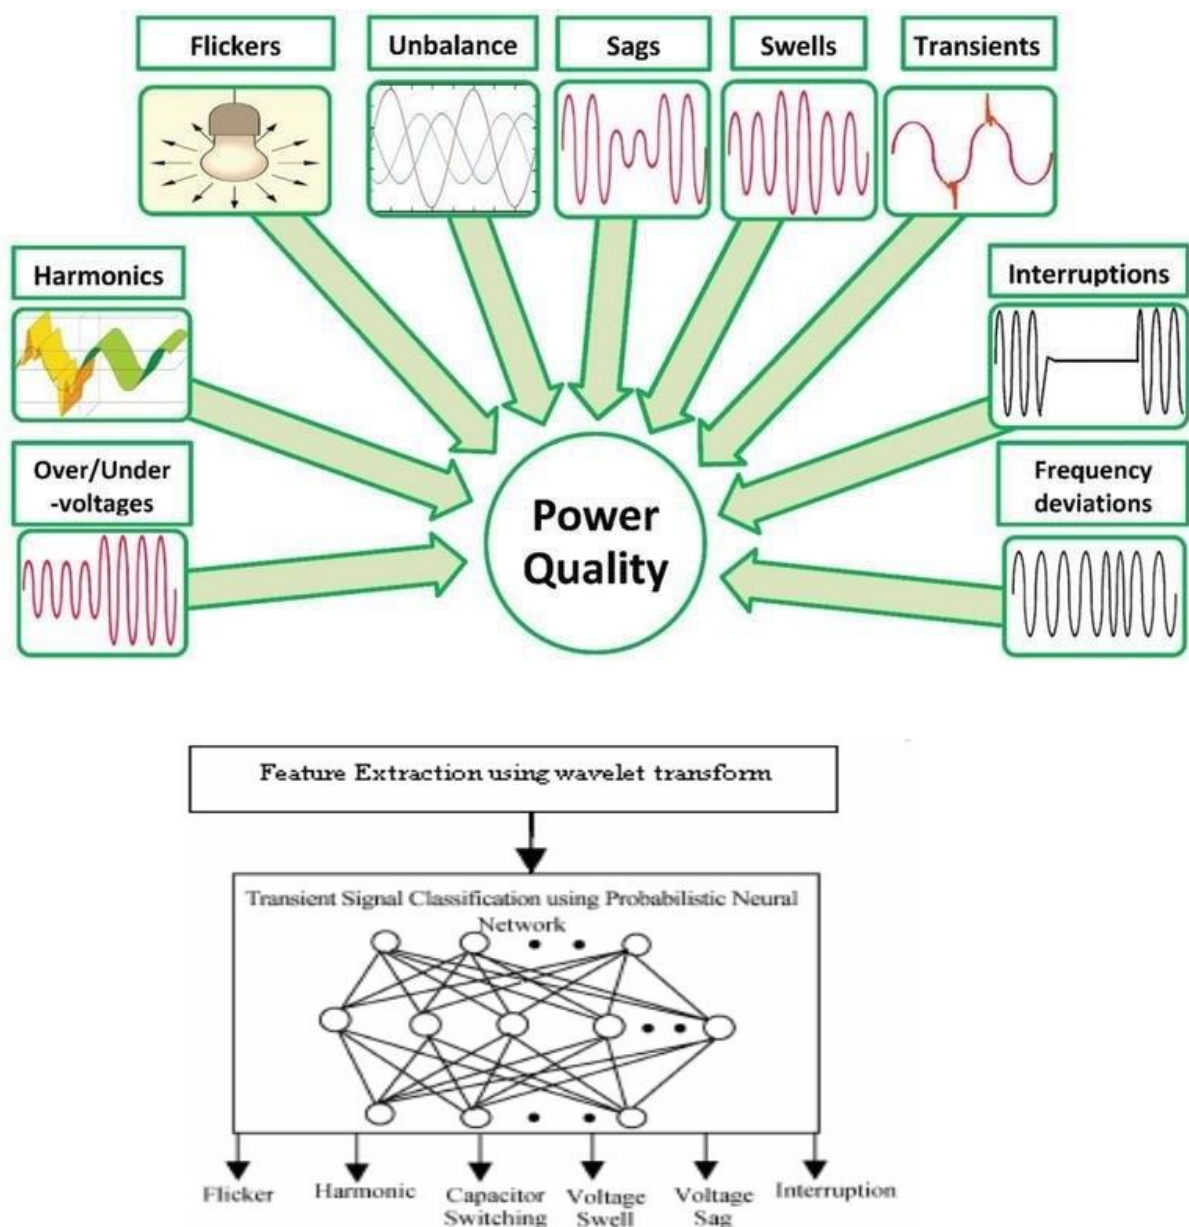 Flickers
Unbalance
Sags
Swells
Transients
Harmonics
Interruptions
Over/Under
-voltages
Frequency
deviations
Power
Quality
Feature Extraction using wavelet transform
Transient Signal Classification using Probabilistic Neural
Network
Flicker
Harmonic
Capacitor
Switching
Voltage
Swell
Voltage
Sag
Interruption